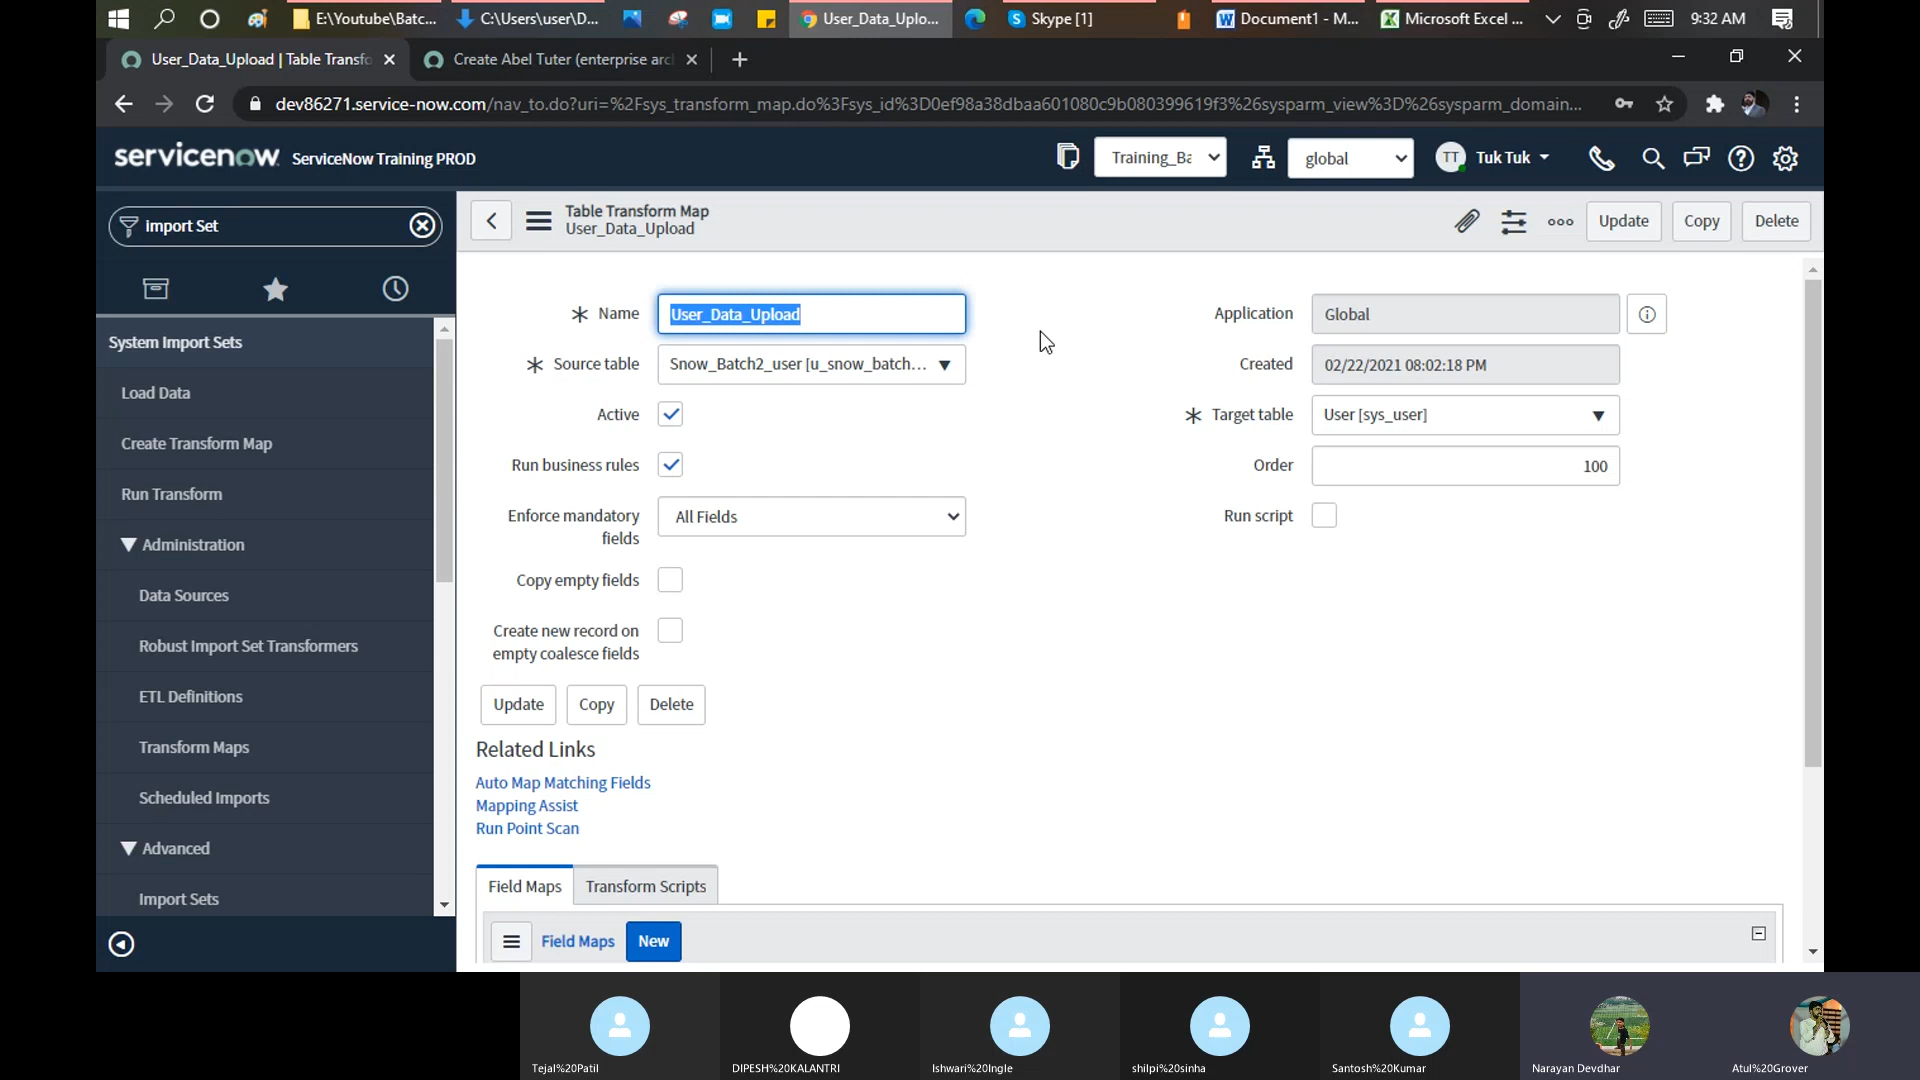 E:\Youtube\Batc...
C:\Users\user\D...
User_Data_Uplo...
Skype [1]
Document1 - M...
Microsoft Excel ...
9:32 AM
User_Data_Upload | Table Transfo
Create Abel Tuter (enterprise arc
dev86271.service-now.com/nav_to.do?uri=%2Fsys_transform_map.do%3Fsys_id%3D0ef98a38dbaa601080c9b080399619f3%26sysparm_view%3D%26sysparm_domain...
servicenow ServiceNow Training PROD
Training_Ba
global
TT Tuk Tuk
Import Set
Table Transform Map
User_Data_Upload
Update Copy Delete
System Import Sets
Load Data
Create Transform Map
Run Transform
Administration
Data Sources
Robust Import Set Transformers
ETL Definitions
Transform Maps
Scheduled Imports
Advanced
Import Sets
Name User_Data_Upload
Source table Snow_Batch2_user [u_snow_batch...
Active
Run business rules
Enforce mandatory fields All Fields
Copy empty fields
Create new record on
empty coalesce fields
Application Global
Created 02/22/2021 08:02:18 PM
Target table User [sys_user]
Order 100
Run script
Update Copy Delete
Related Links
Auto Map Matching Fields
Mapping Assist
Run Point Scan
Field Maps Transform Scripts
Field Maps New
Tejal%20Patil
DIPESH%20KALANTRI
Ishwari%20Ingle
shilpi%20sinha
Santosh%20Kumar
Narayan Devdhar
Atul%20Grover